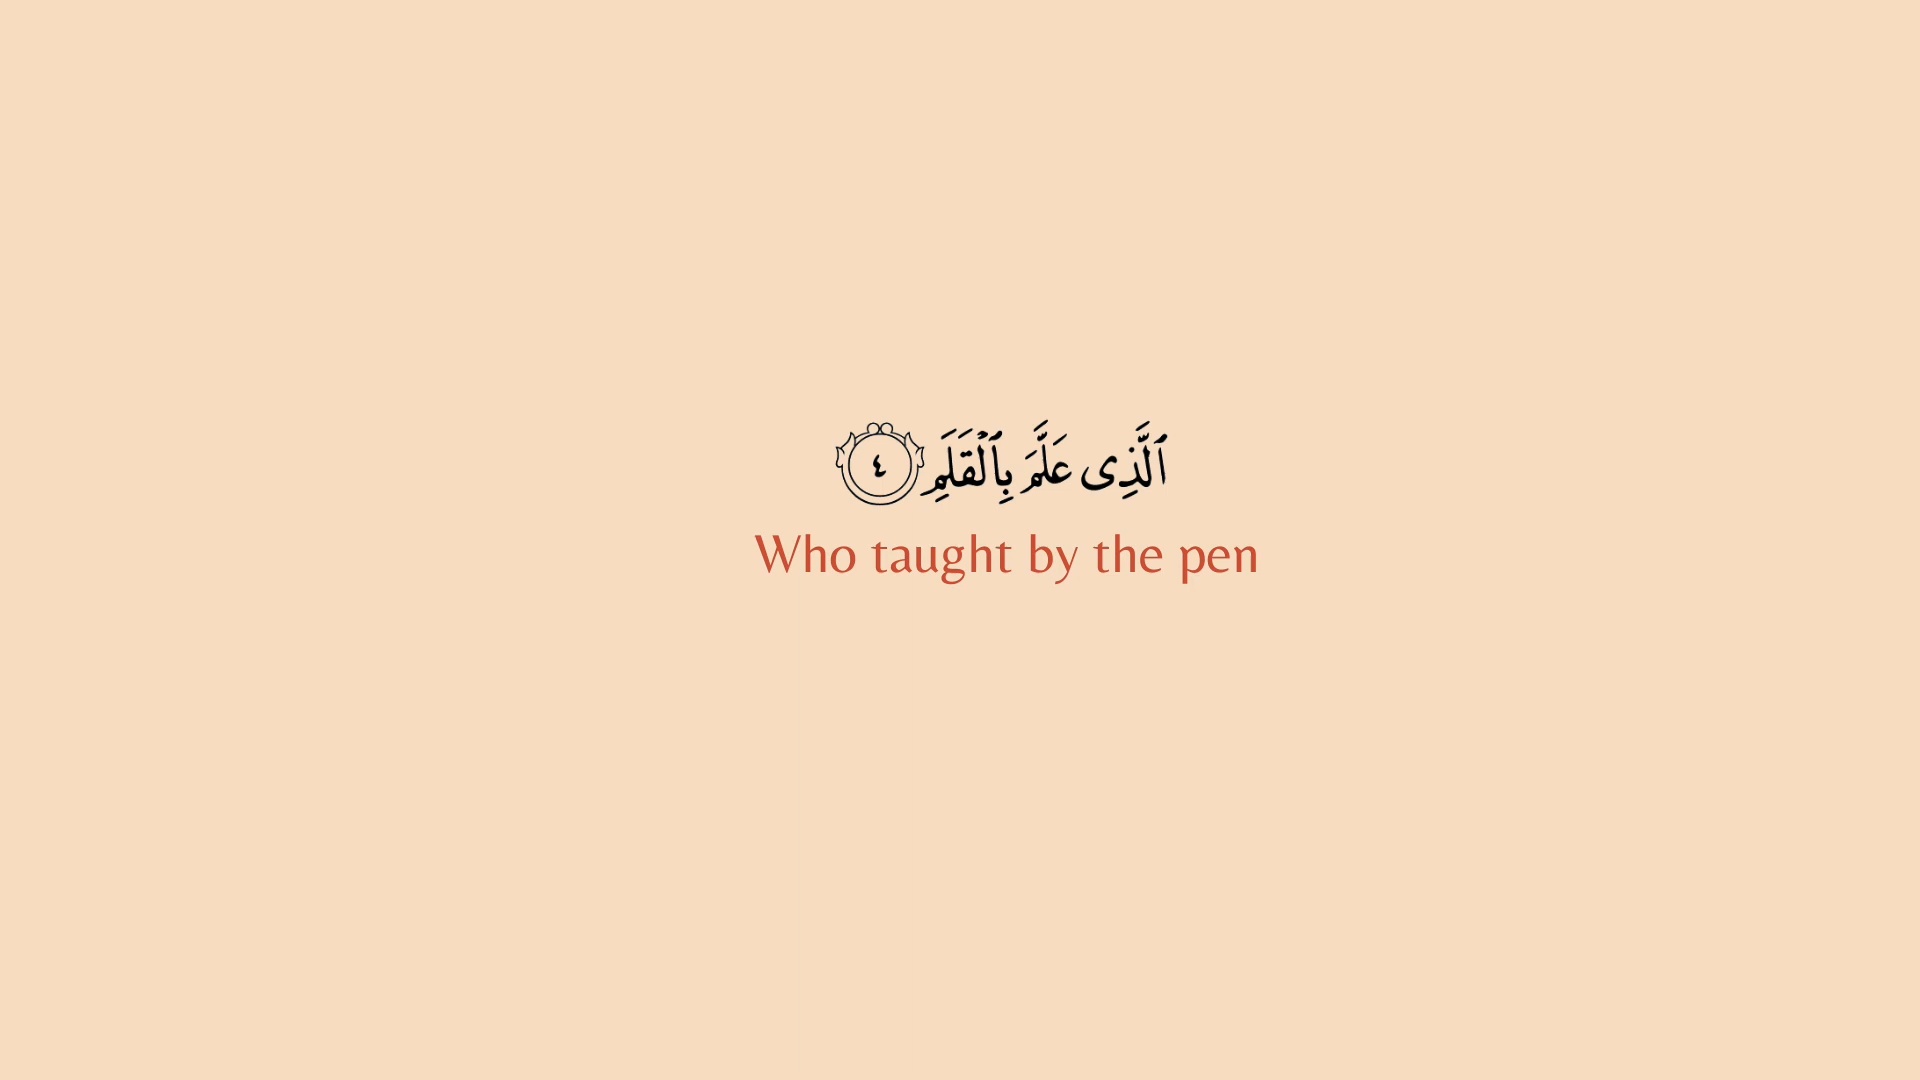 ٱلَّذِى عَلَّمَ بِٱلْقَلَمِ ٤
Who taught by the pen